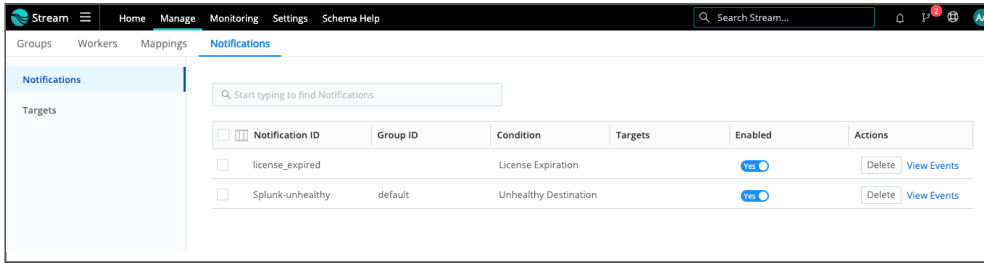 Stream Home Manage Monitoring Settings Schema Help Search Stream... 2 AA
Groups Workers Mappings Notifications
Notifications
Targets
Start typing to find Notifications
Notification ID Group ID Condition Targets Enabled Actions
license_expired License Expiration Yes Delete View Events
Splunk-unhealthy default Unhealthy Destination Yes Delete View Events